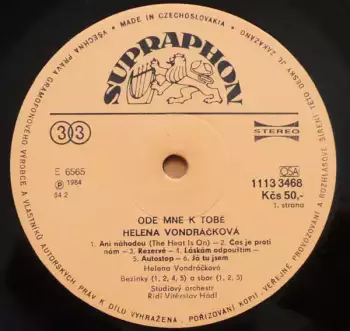 MADE IN CZECHOSLOVAKIA
VŠECHNA PRÁVA GRAMOFONOVÉHO VÝROBCE A VLASTNÍKŮ AUTORSKÝCH PRÁV K DÍLU VYHRAZENA. POŘIZOVÁNÍ KOPIÍ, VEŘEJNÉ PROVOZOVÁNÍ A ROZHLASOVÉ ŠÍŘENÍ TÉTO DESKY JE ZAKÁZÁNO
SUPRAPHON
33
STEREO
E 6565
℗ 1984
84 2
OSA
1113 3468
Kčs 50,-
1. strana
ODE MNE K TOBĚ
HELENA VONDRÁČKOVÁ
1. Ani náhodou (The Heat Is On) — 2. Čas je proti
nám — 3. Rezervé — 4. Láskám odpouštím —
5. Autostop — 6. Já tu jsem
Helena Vondráčková
Bezinky (1, 2, 4, 5) a sbor (1, 2, 3)
Studiový orchestr
Řídí Vítězslav Hádl